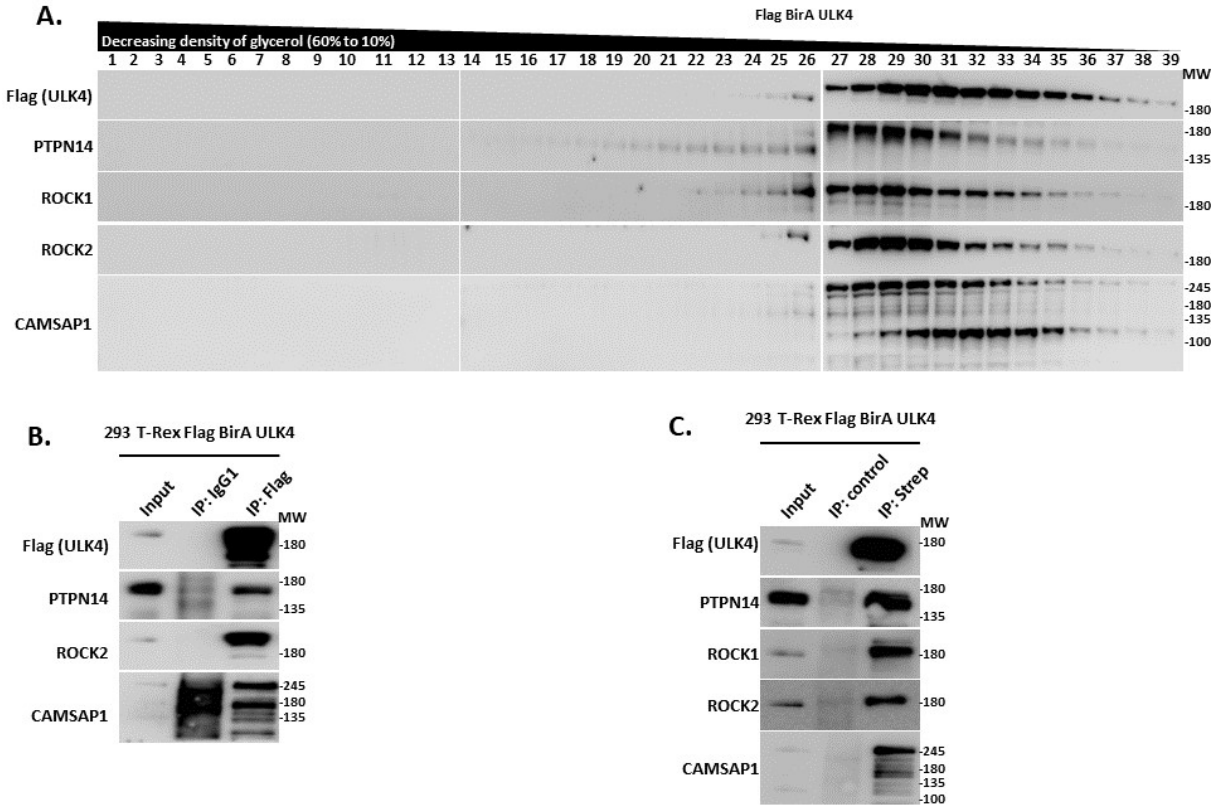 A.
Flag BirA ULK4
Decreasing density of glycerol (60% to 10%)
1 2 3 4 5 6 7 8 9 10 11 12 13 14 15 16 17 18 19 20 21 22 23 24 25 26 27 28 29 30 31 32 33 34 35 36 37 38 39
MW
Flag (ULK4)
-180
PTPN14
-180
-135
ROCK1
-180
ROCK2
-180
CAMSAP1
-245
-180
-135
-100
B.
293 T-Rex Flag BirA ULK4
Input IP: IgG1 IP: Flag
MW
Flag (ULK4)
-180
PTPN14
-180
-135
ROCK2
-180
CAMSAP1
-245
-180
-135
C.
293 T-Rex Flag BirA ULK4
Input IP: control IP: Strep
MW
Flag (ULK4)
-180
PTPN14
-180
-135
ROCK1
-180
ROCK2
-180
CAMSAP1
-245
-180
-135
-100